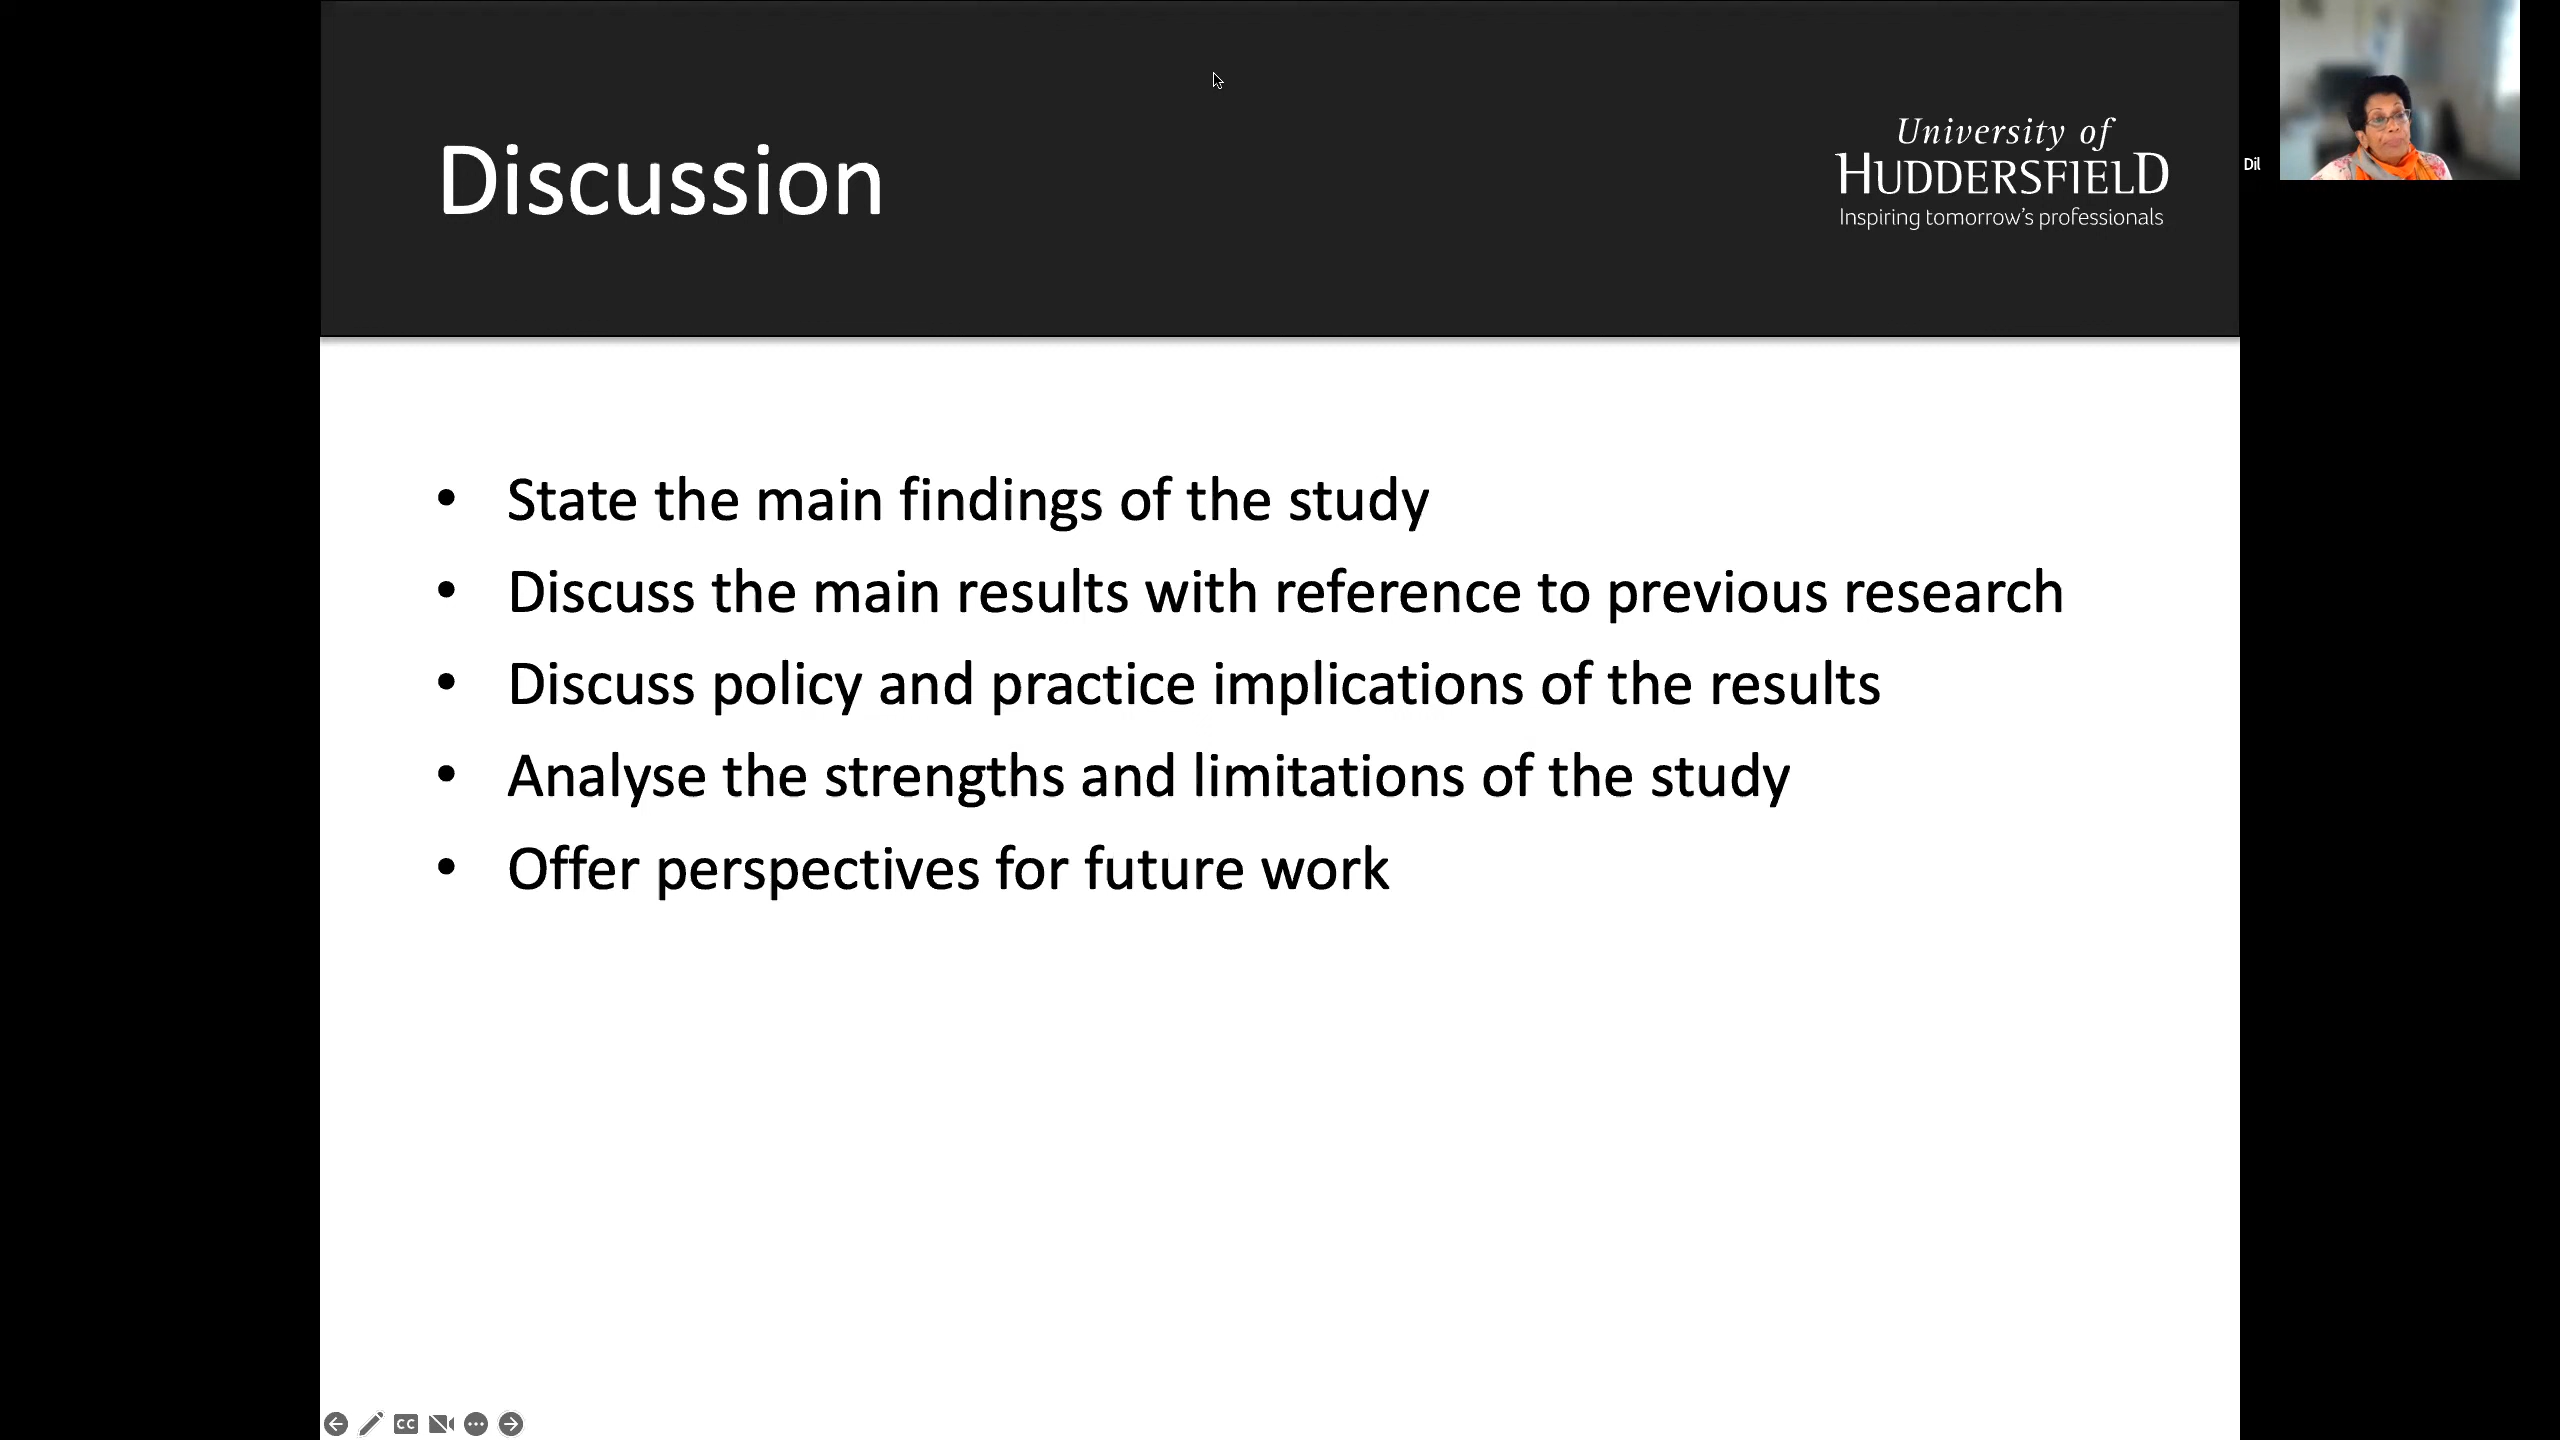 Discussion
University of
HUDDERSFIELD
Inspiring tomorrow's professionals
Dil
• State the main findings of the study
• Discuss the main results with reference to previous research
• Discuss policy and practice implications of the results
• Analyse the strengths and limitations of the study
• Offer perspectives for future work
CC